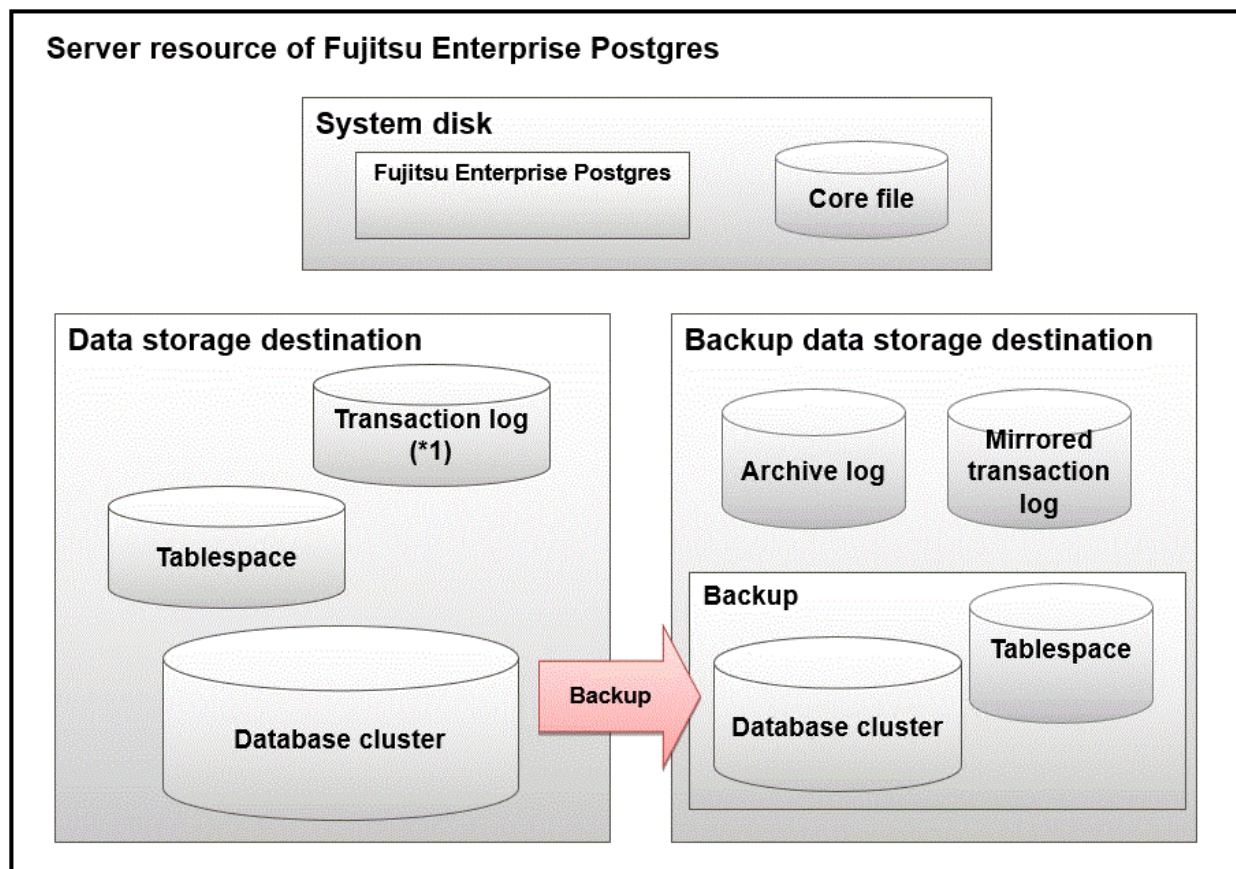 Server resource of Fujitsu Enterprise Postgres
System disk
Fujitsu Enterprise Postgres
Core file
Data storage destination
Transaction log
(*1)
Tablespace
Database cluster
Backup
Backup data storage destination
Archive log
Mirrored
transaction
log
Backup
Tablespace
Database cluster